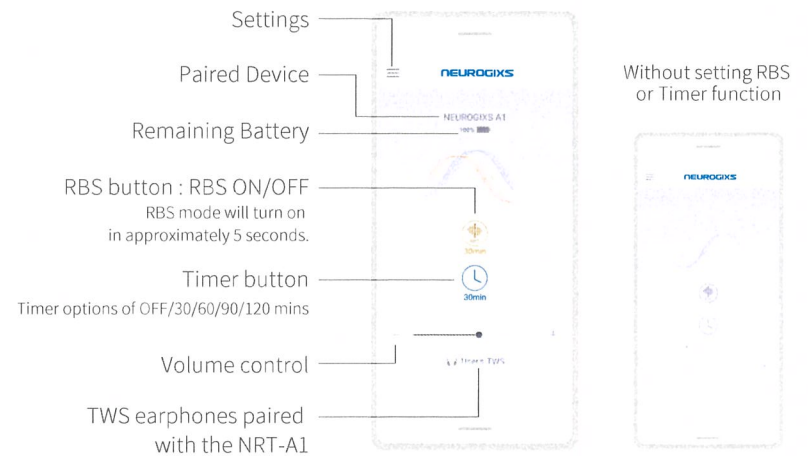 Settings
Paired Device
Remaining Battery
RBS button : RBS ON/OFF
RBS mode will turn on
in approximately 5 seconds.
Timer button
Timer options of OFF/30/60/90/120 mins
Volume control
TWS earphones paired
with the NRT-A1
NEUROGIXS
NEUROGIXS A1
100%
30min
30min
TWS
Without setting RBS
or Timer function
NEUROGIXS